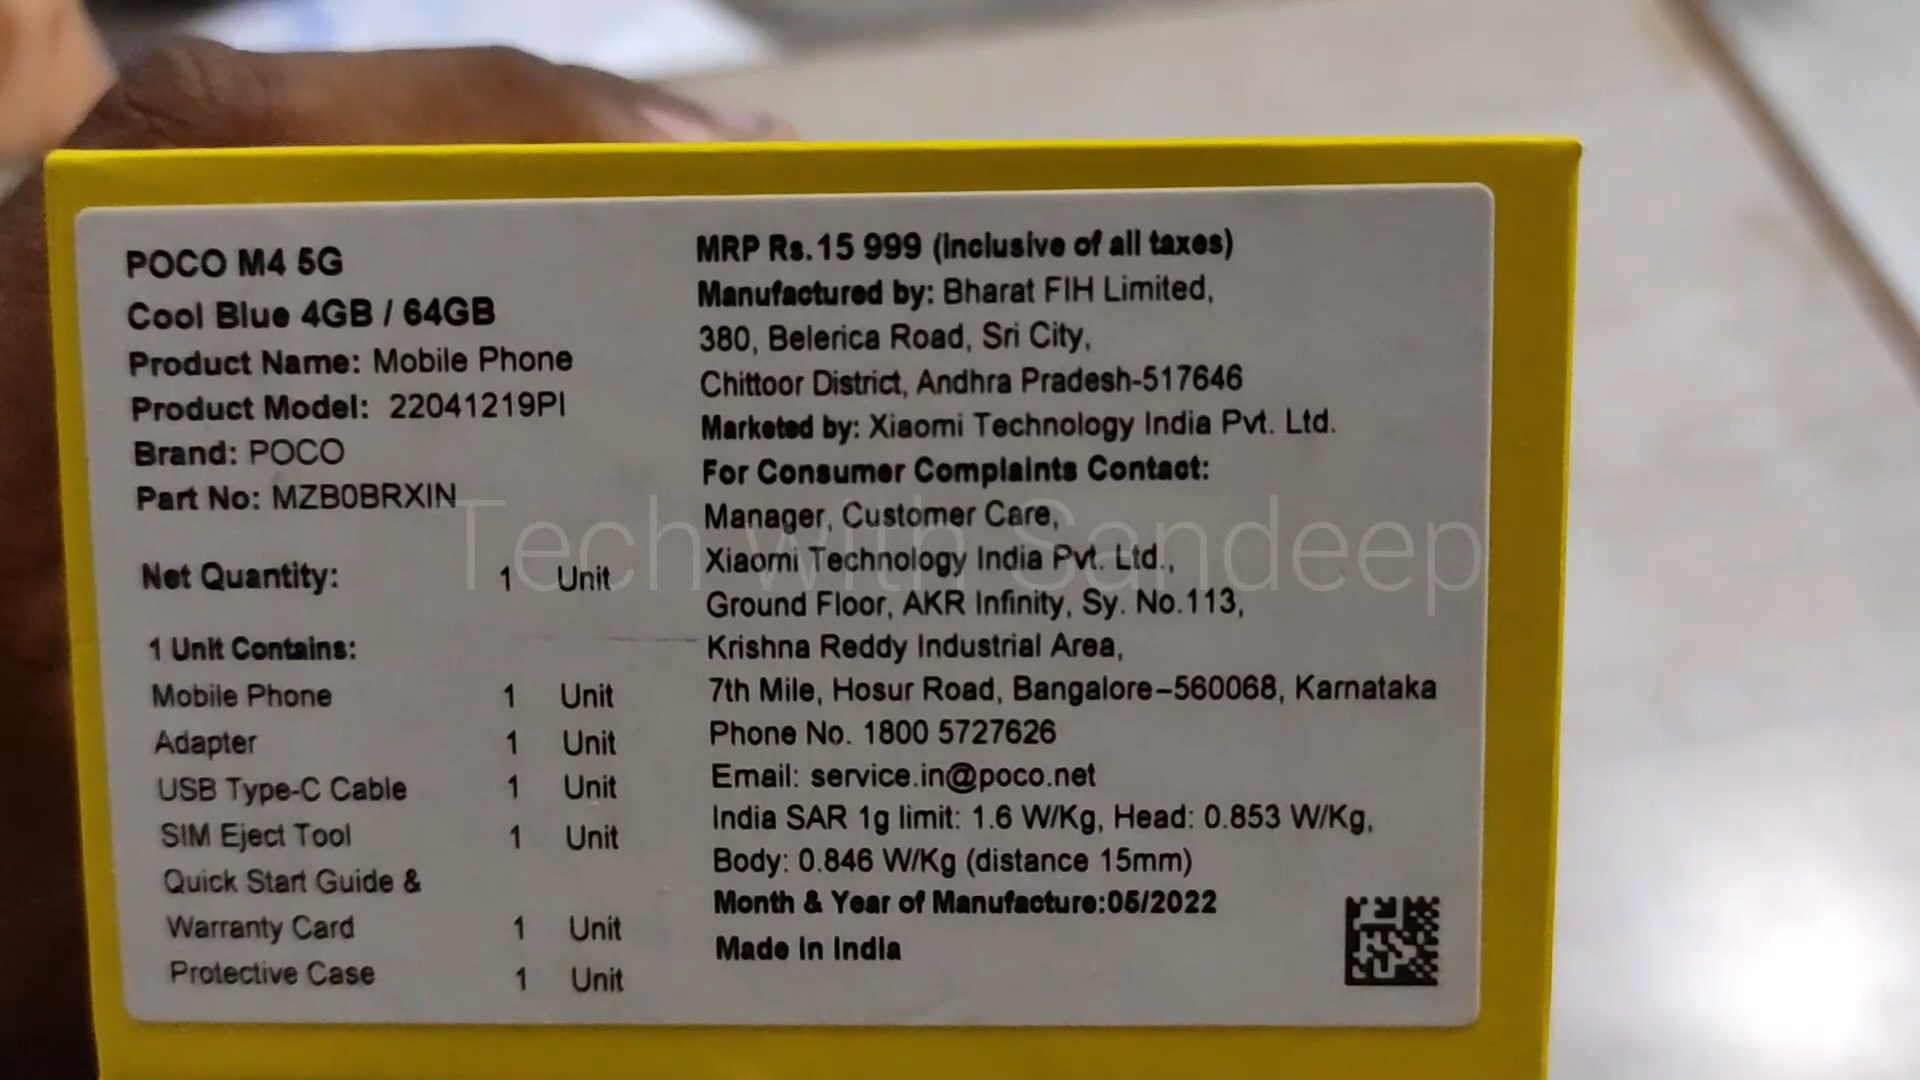 POCO M4 5G
Cool Blue 4GB / 64GB
Product Name: Mobile Phone
Product Model: 22041219PI
Brand: POCO
Part No: MZB0BRXIN
Net Quantity: 1 Unit
1 Unit Contains:
Mobile Phone 1 Unit
Adapter 1 Unit
USB Type-C Cable 1 Unit
SIM Eject Tool 1 Unit
Quick Start Guide &
Warranty Card 1 Unit
Protective Case 1 Unit
MRP Rs.15 999 (Inclusive of all taxes)
Manufactured by: Bharat FIH Limited,
380, Belerica Road, Sri City,
Chittoor District, Andhra Pradesh-517646
Marketed by: Xiaomi Technology India Pvt. Ltd.
For Consumer Complaints Contact:
Manager, Customer Care,
Xiaomi Technology India Pvt. Ltd.,
Ground Floor, AKR Infinity, Sy. No.113,
Krishna Reddy Industrial Area,
7th Mile, Hosur Road, Bangalore–560068, Karnataka
Phone No. 1800 5727626
Email: service.in@poco.net
India SAR 1g limit: 1.6 W/Kg, Head: 0.853 W/Kg,
Body: 0.846 W/Kg (distance 15mm)
Month & Year of Manufacture:05/2022
Made In India
Tech with Sandeep